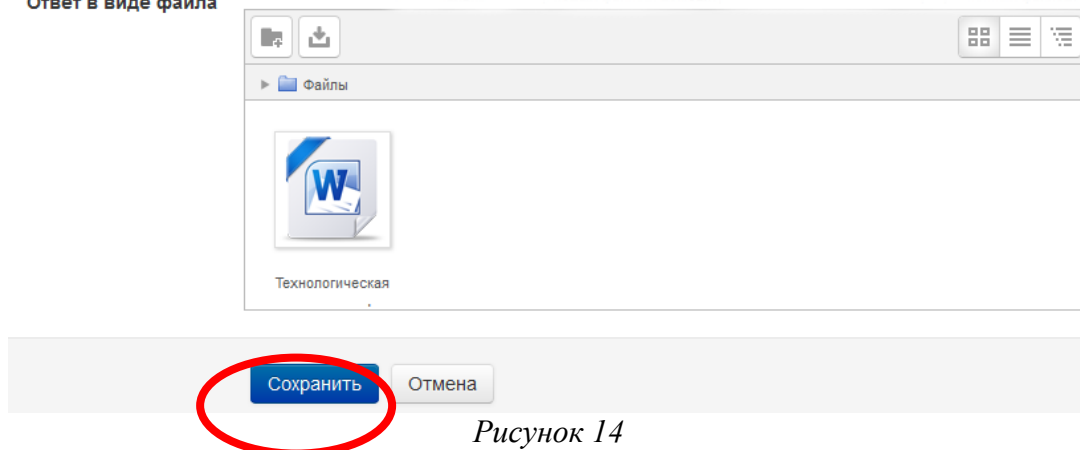 Ответ в виде файла
Файлы
W
Технологическая
Сохранить Отмена
Рисунок 14